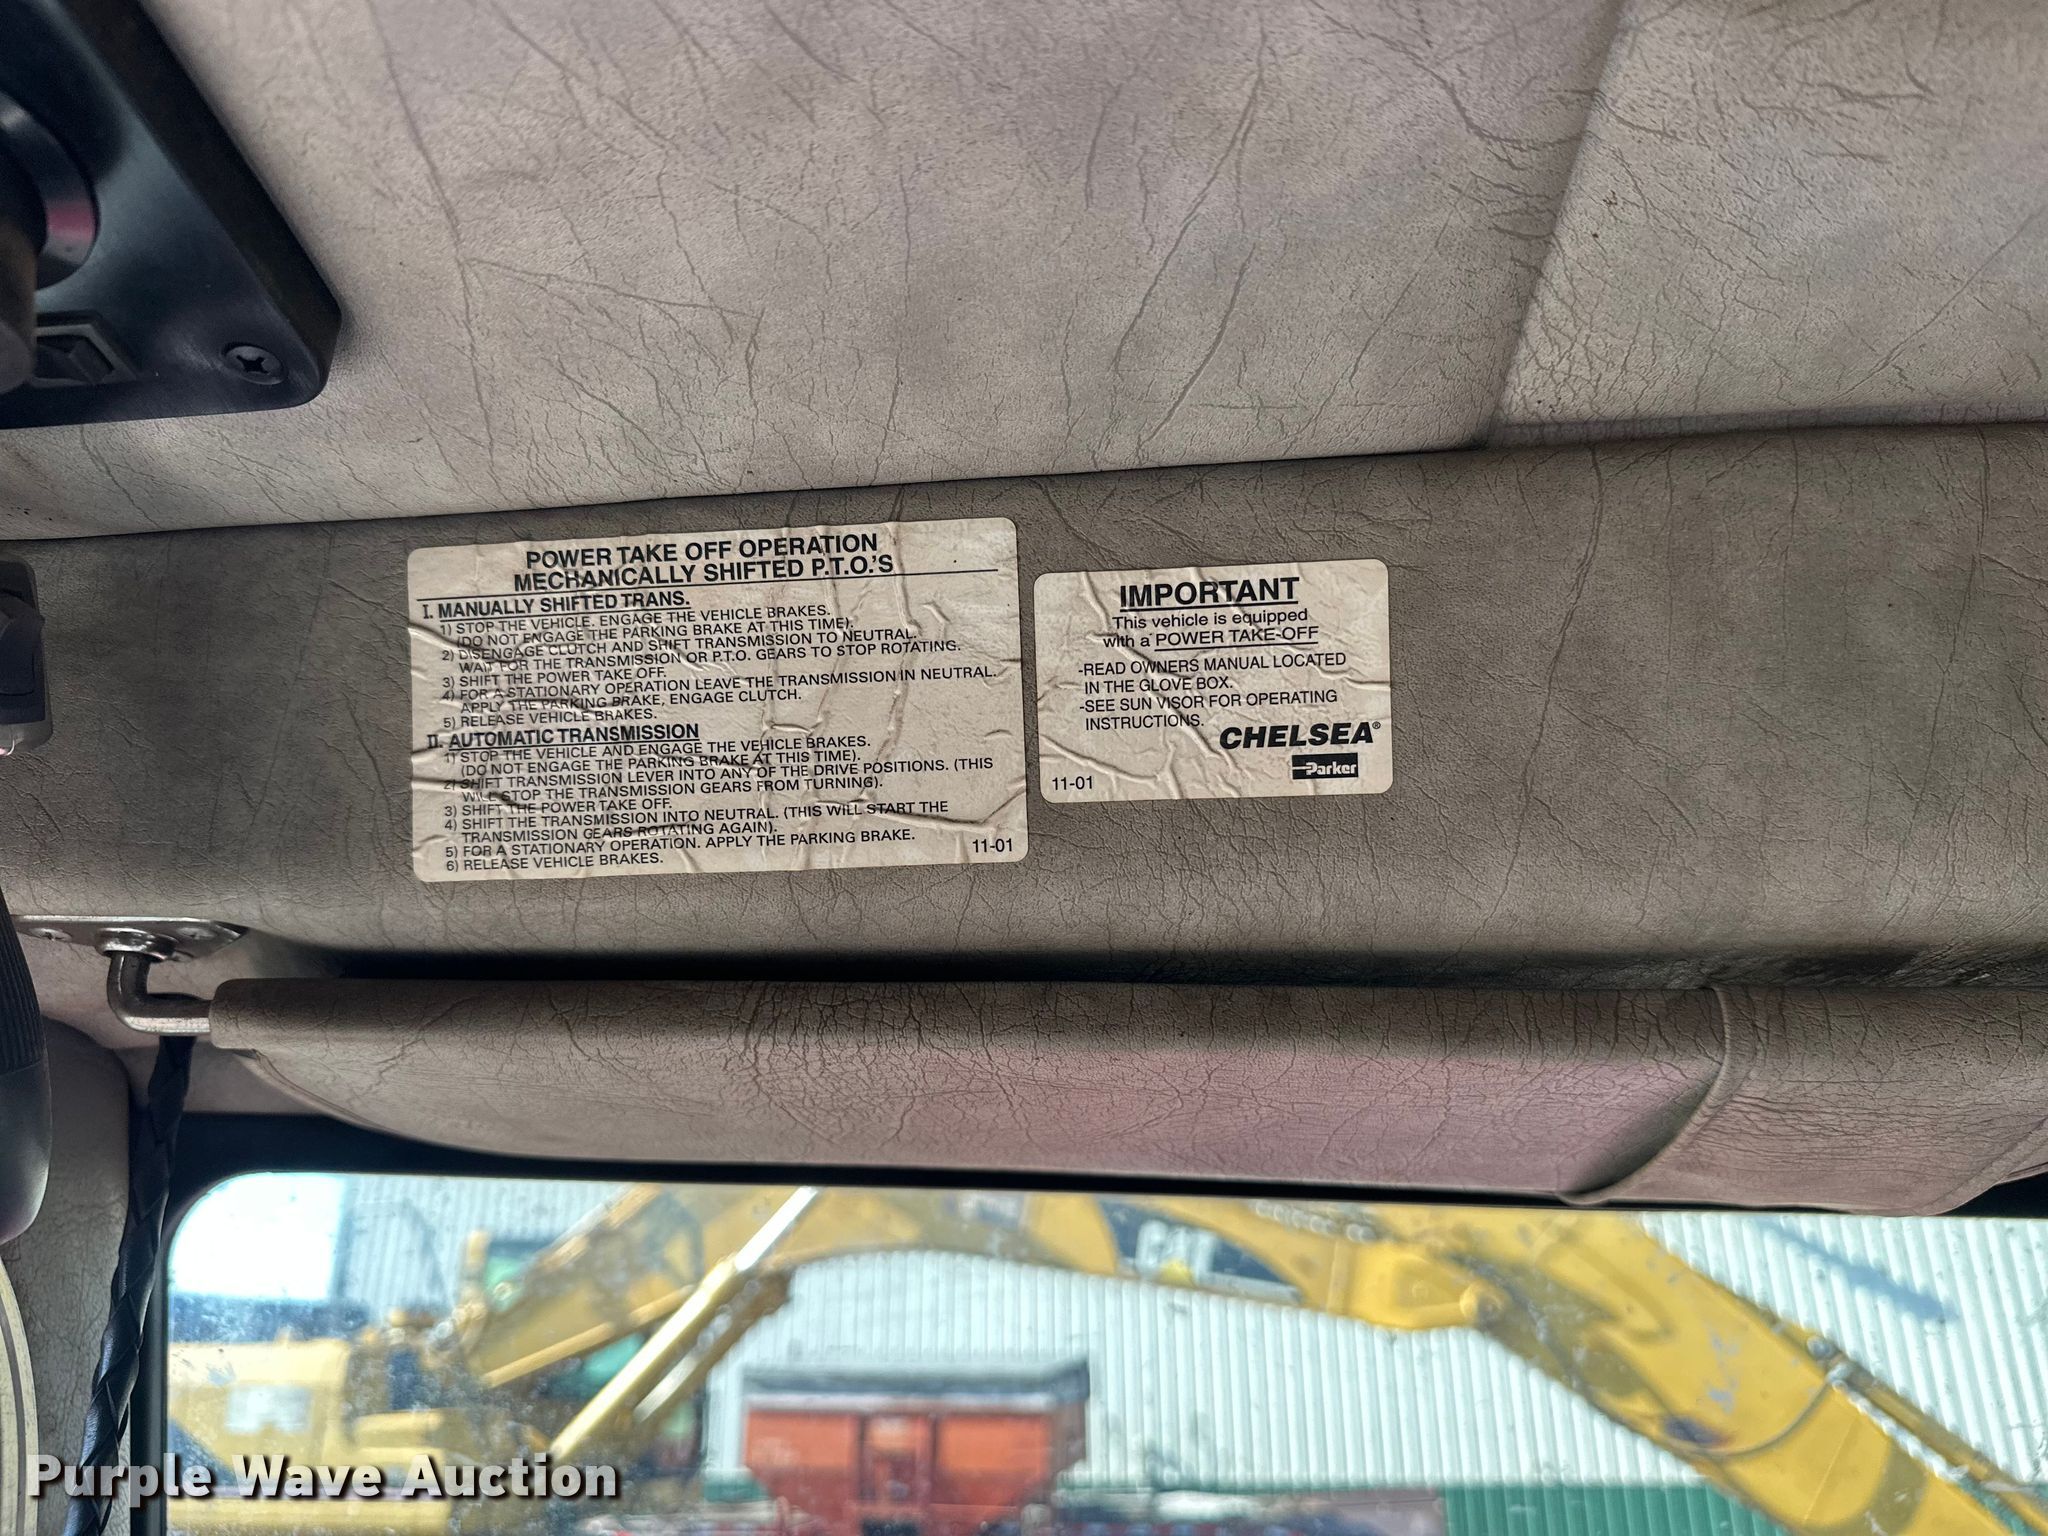 POWER TAKE OFF OPERATION
MECHANICALLY SHIFTED P.T.O.'S
I. MANUALLY SHIFTED TRANS.
1) STOP THE VEHICLE. ENGAGE THE VEHICLE BRAKES.
(DO NOT ENGAGE THE PARKING BRAKE AT THIS TIME).
2) DISENGAGE CLUTCH AND SHIFT TRANSMISSION TO NEUTRAL.
WAIT FOR THE TRANSMISSION OR P.T.O. GEARS TO STOP ROTATING.
3) SHIFT THE POWER TAKE OFF.
4) FOR A STATIONARY OPERATION LEAVE THE TRANSMISSION IN NEUTRAL.
APPLY THE PARKING BRAKE, ENGAGE CLUTCH.
5) RELEASE VEHICLE BRAKES.
II. AUTOMATIC TRANSMISSION
1) STOP THE VEHICLE AND ENGAGE THE VEHICLE BRAKES.
(DO NOT ENGAGE THE PARKING BRAKE AT THIS TIME).
2) SHIFT TRANSMISSION LEVER INTO ANY OF THE DRIVE POSITIONS. (THIS
WILL STOP THE TRANSMISSION GEARS FROM TURNING).
3) SHIFT THE POWER TAKE OFF.
4) SHIFT THE TRANSMISSION INTO NEUTRAL. (THIS WILL START THE
TRANSMISSION GEARS ROTATING AGAIN).
5) FOR A STATIONARY OPERATION. APPLY THE PARKING BRAKE.
6) RELEASE VEHICLE BRAKES.
11-01
IMPORTANT
This vehicle is equipped
with a POWER TAKE-OFF
-READ OWNERS MANUAL LOCATED
IN THE GLOVE BOX.
-SEE SUN VISOR FOR OPERATING
INSTRUCTIONS.
CHELSEA®
Parker
11-01
CAT
Purple Wave Auction